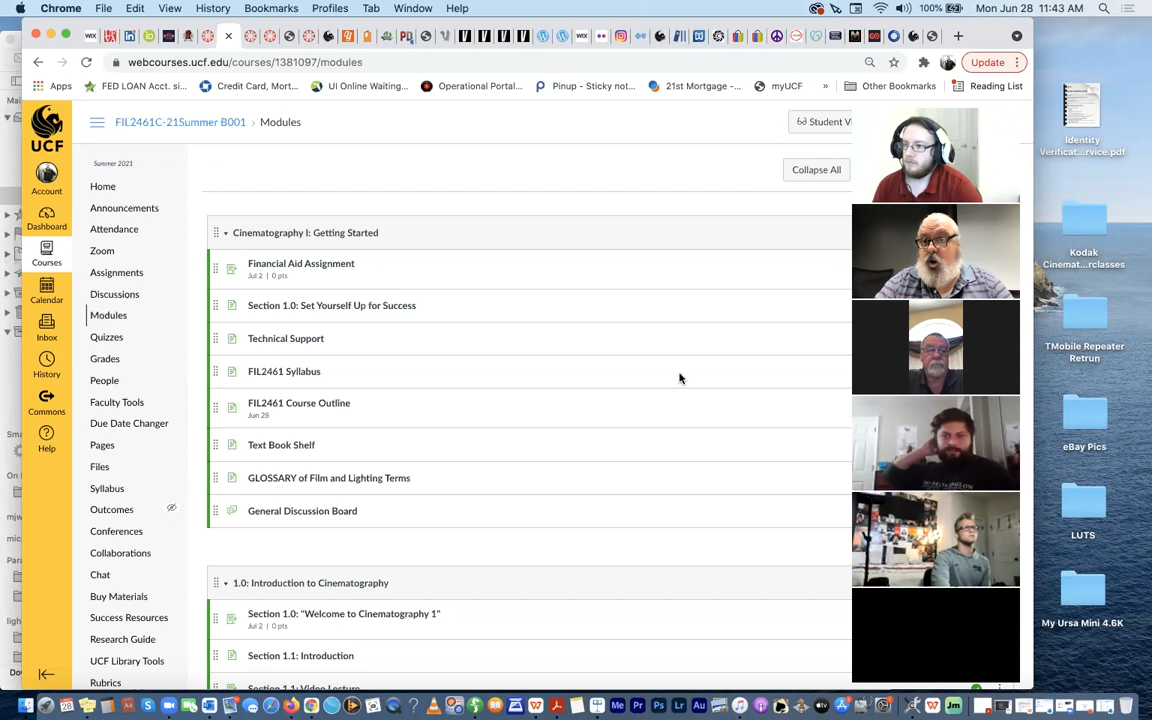 Chrome File Edit View History Bookmarks Profiles Tab Window Help 100% Mon Jun 28 11:43 AM
webcourses.ucf.edu/courses/1381097/modules Update
Apps FED LOAN Acct. si... Credit Card, Mort... UI Online Waiting... Operational Portal... Pinup - Sticky not... 21st Mortgage -... myUCF » Other Bookmarks Reading List
UCF
Account
Dashboard
Courses
Calendar
Inbox
History
Commons
Help
FIL2461C-21Summer B001 › Modules
Student Vi
Summer 2021
Home
Announcements
Attendance
Zoom
Assignments
Discussions
Modules
Quizzes
Grades
People
Faculty Tools
Due Date Changer
Pages
Files
Syllabus
Outcomes
Conferences
Collaborations
Chat
Buy Materials
Success Resources
Research Guide
UCF Library Tools
Rubrics
Collapse All
Cinematography I: Getting Started
Financial Aid Assignment
Jul 2 | 0 pts
Section 1.0: Set Yourself Up for Success
Technical Support
FIL2461 Syllabus
FIL2461 Course Outline
Jun 28
Text Book Shelf
GLOSSARY of Film and Lighting Terms
General Discussion Board
1.0: Introduction to Cinematography
Section 1.0: "Welcome to Cinematography 1"
Jul 2 | 0 pts
Section 1.1: Introduction
Section 1.1: Video Lecture
Identity
Verificat...rvice.pdf
Kodak
Cinemat...rclasses
TMobile Repeater
Retrun
eBay Pics
LUTS
My Ursa Mini 4.6K